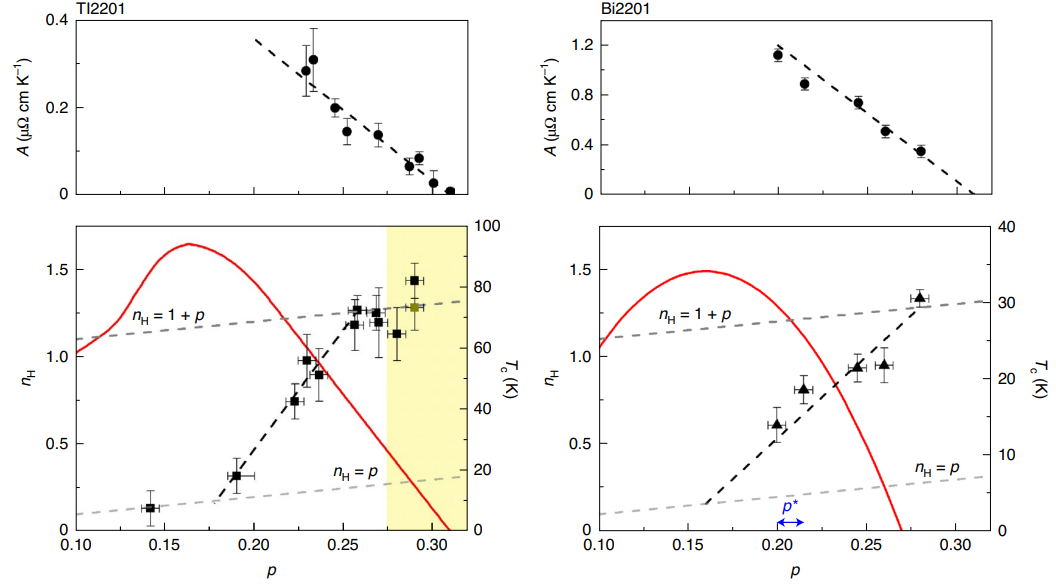 Tl2201
Bi2201
0.4
0.2
0
A (μΩ cm K⁻¹)
1.2
0.8
0.4
0
A (μΩ cm K⁻¹)
1.5
1.0
0.5
0
n_H
n_H = 1 + p
n_H = p
100
80
60
40
20
0
T_c (K)
0.10
0.15
0.20
0.25
0.30
p
1.5
1.0
0.5
0
n_H
n_H = 1 + p
n_H = p
p*
40
30
20
10
0
T_c (K)
0.10
0.15
0.20
0.25
0.30
p